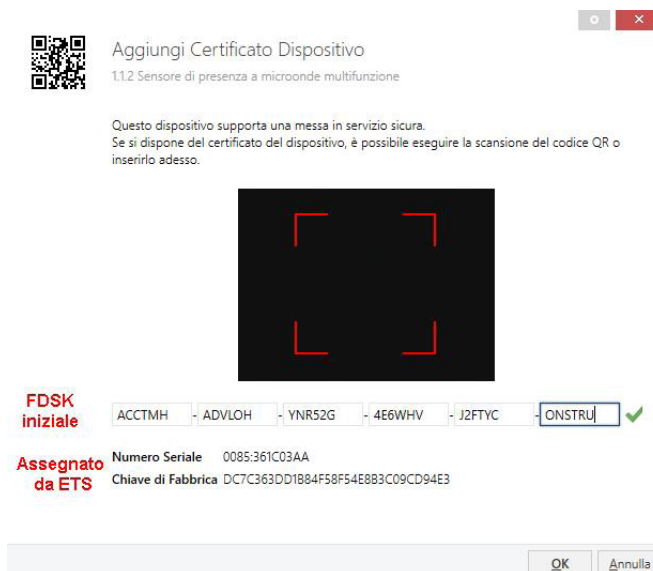 Aggiungi Certificato Dispositivo
1.1.2 Sensore di presenza a microonde multifunzione
Questo dispositivo supporta una messa in servizio sicura.
Se si dispone del certificato del dispositivo, è possibile eseguire la scansione del codice QR o
inserirlo adesso.
FDSK
iniziale
ACCTMH - ADVLOH - YNR52G - 4E6WHV - J2FTYC - ONSTRU
Assegnato
da ETS
Numero Seriale 0085:361C03AA
Chiave di Fabbrica DC7C363DD1B84F58F54E8B3C09CD94E3
OK Annulla